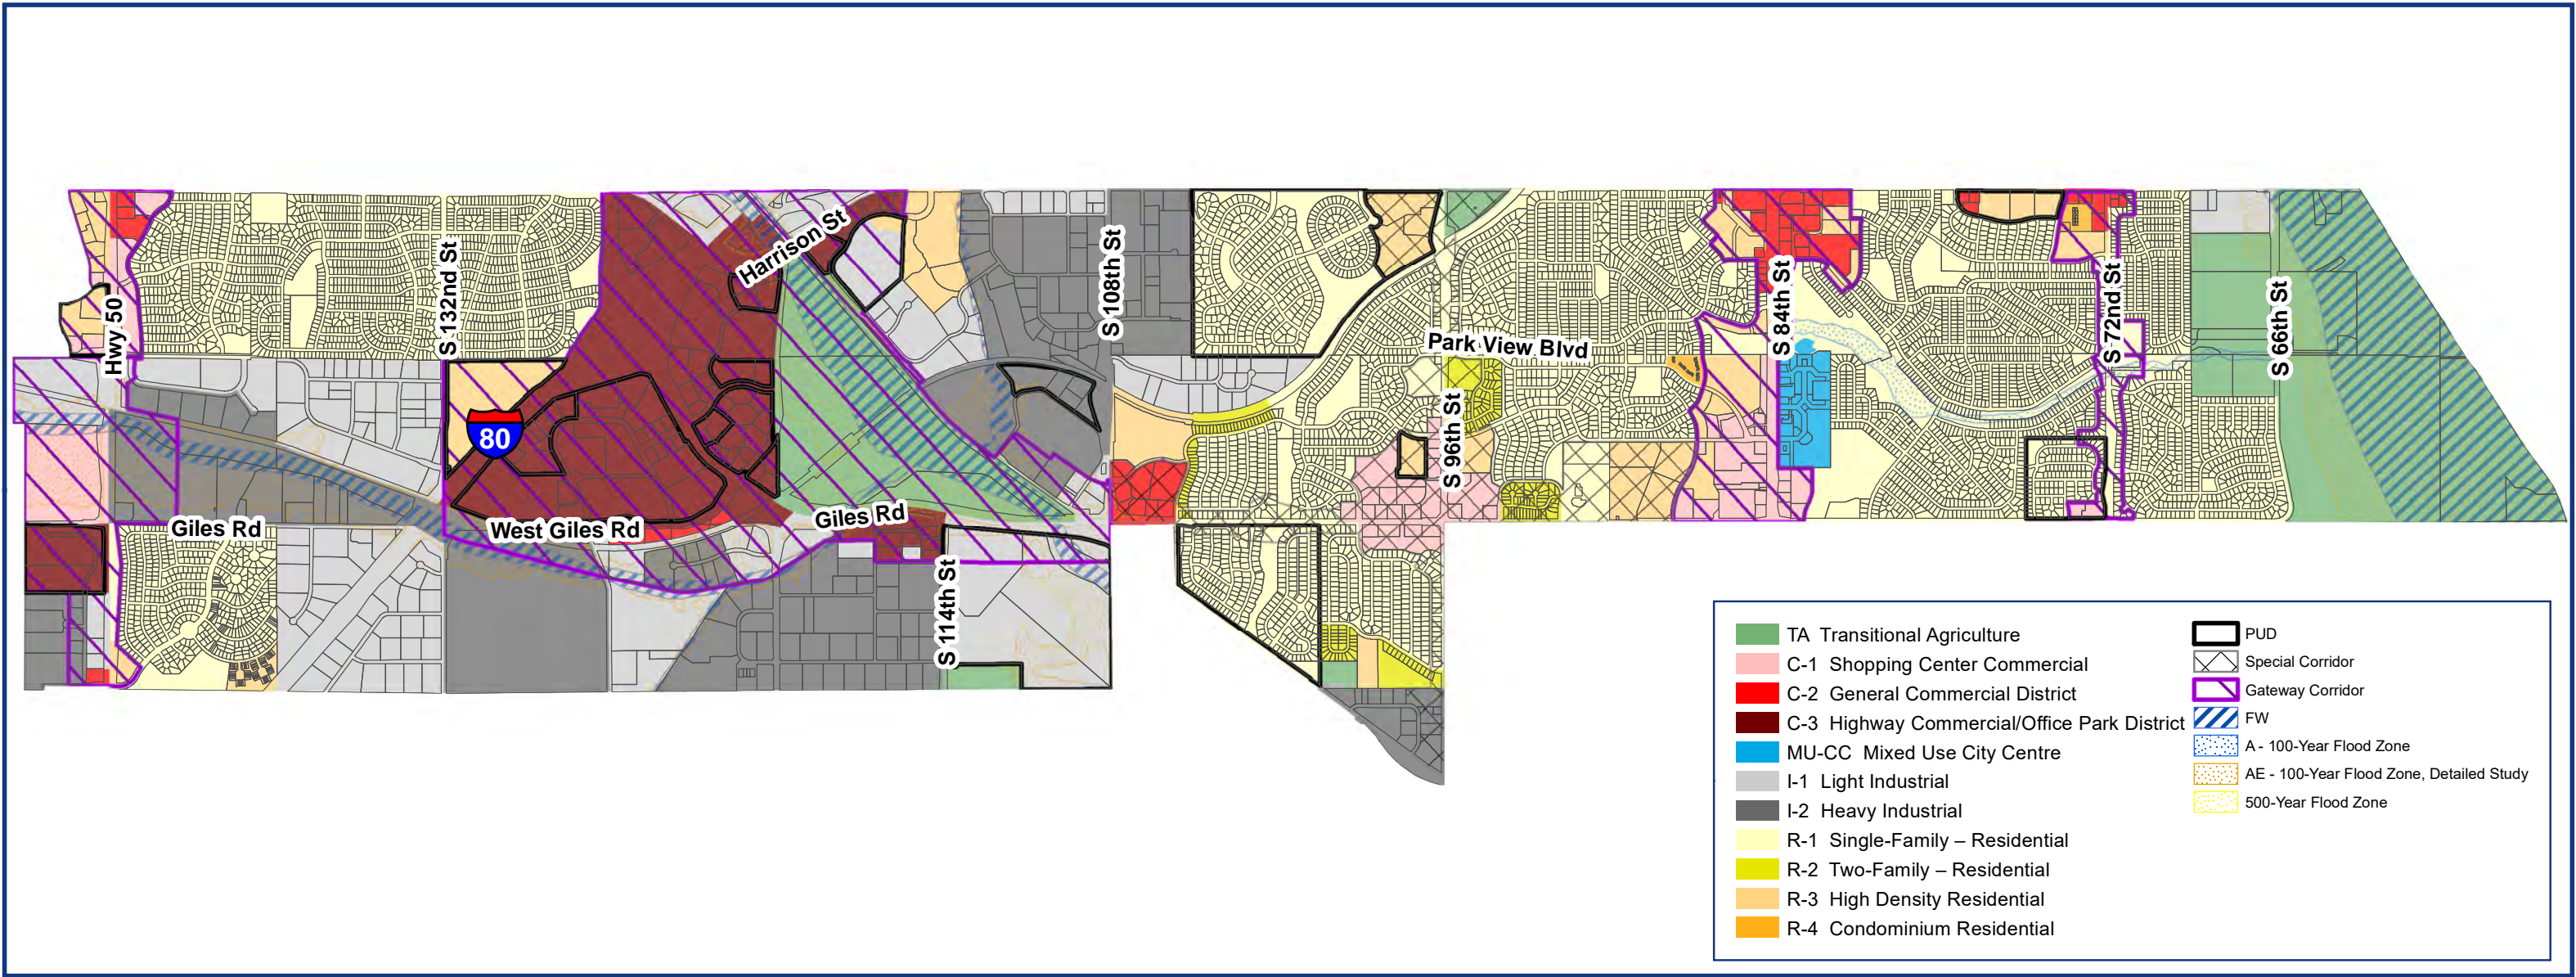 Harrison St
S 132nd St
S 108th St
Hwy 50
Park View Blvd
S 84th St
S 72nd St
S 66th St
80
S 96th St
Giles Rd
West Giles Rd
Giles Rd
S 114th St
TA Transitional Agriculture
C-1 Shopping Center Commercial
C-2 General Commercial District
C-3 Highway Commercial/Office Park District
MU-CC Mixed Use City Centre
I-1 Light Industrial
I-2 Heavy Industrial
R-1 Single-Family – Residential
R-2 Two-Family – Residential
R-3 High Density Residential
R-4 Condominium Residential
PUD
Special Corridor
Gateway Corridor
FW
A - 100-Year Flood Zone
AE - 100-Year Flood Zone, Detailed Study
500-Year Flood Zone